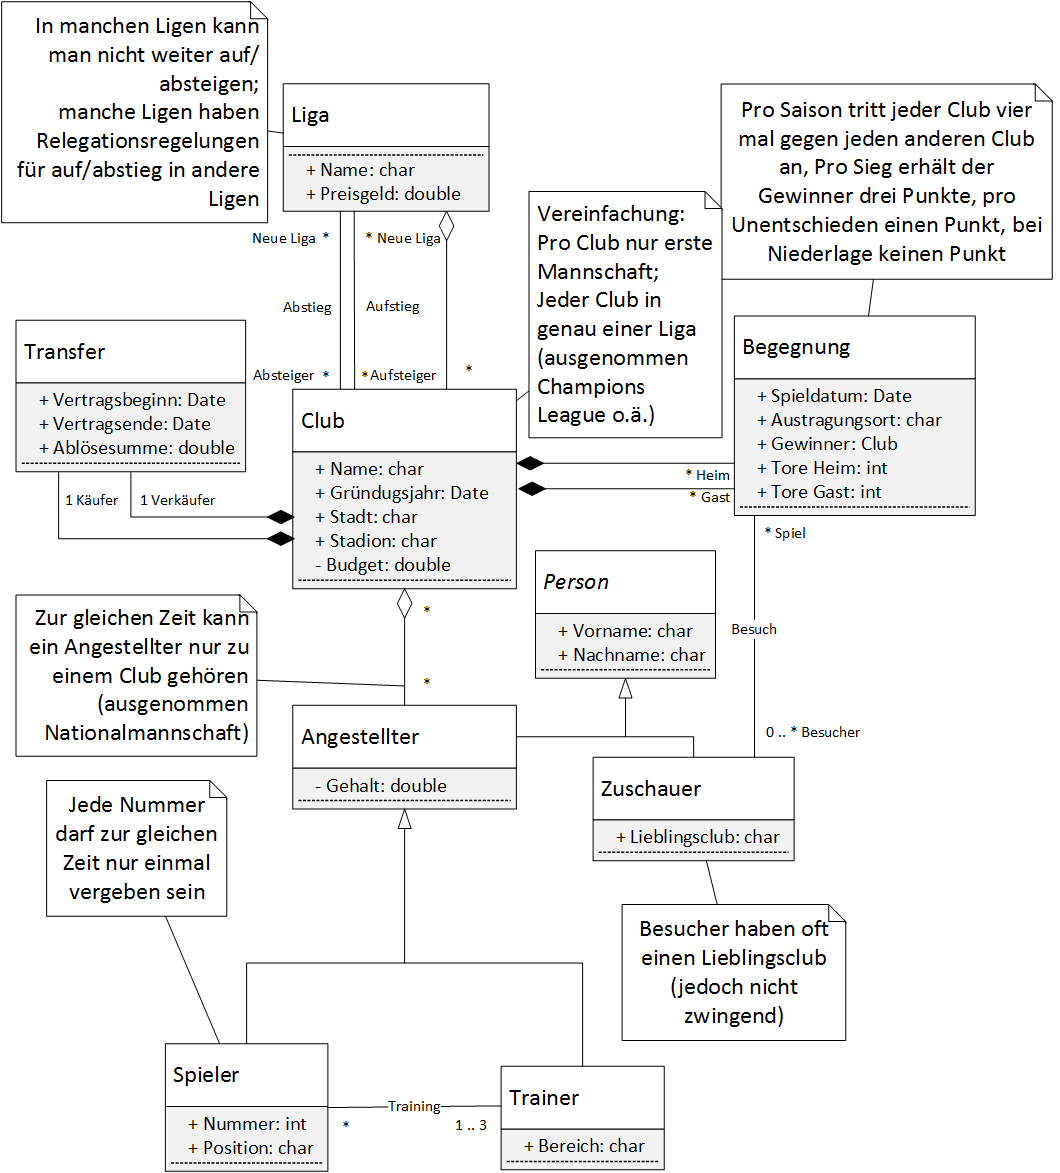 In manchen Ligen kann
man nicht weiter auf/
absteigen;
manche Ligen haben
Relegationsregelungen
für auf/abstieg in andere
Ligen
Liga
+ Name: char
+ Preisgeld: double
Pro Saison tritt jeder Club vier
mal gegen jeden anderen Club
an, Pro Sieg erhält der
Gewinner drei Punkte, pro
Unentschieden einen Punkt, bei
Niederlage keinen Punkt
Vereinfachung:
Pro Club nur erste
Mannschaft;
Jeder Club in
genau einer Liga
(ausgenommen
Champions
League o.ä.)
Neue Liga *
* Neue Liga
Abstieg
Aufstieg
Absteiger *
*Aufsteiger
*
Transfer
+ Vertragsbeginn: Date
+ Vertragsende: Date
+ Ablösesumme: double
1 Käufer
1 Verkäufer
Club
+ Name: char
+ Gründugsjahr: Date
+ Stadt: char
+ Stadion: char
- Budget: double
Begegnung
+ Spieldatum: Date
+ Austragungsort: char
+ Gewinner: Club
+ Tore Heim: int
+ Tore Gast: int
* Heim
* Gast
* Spiel
Besuch
0 .. * Besucher
Person
+ Vorname: char
+ Nachname: char
Zur gleichen Zeit kann
ein Angestellter nur zu
einem Club gehören
(ausgenommen
Nationalmannschaft)
*
*
Angestellter
- Gehalt: double
Zuschauer
+ Lieblingsclub: char
Jede Nummer
darf zur gleichen
Zeit nur einmal
vergeben sein
Besucher haben oft
einen Lieblingsclub
(jedoch nicht
zwingend)
Spieler
+ Nummer: int
+ Position: char
Training
*
1 .. 3
Trainer
+ Bereich: char